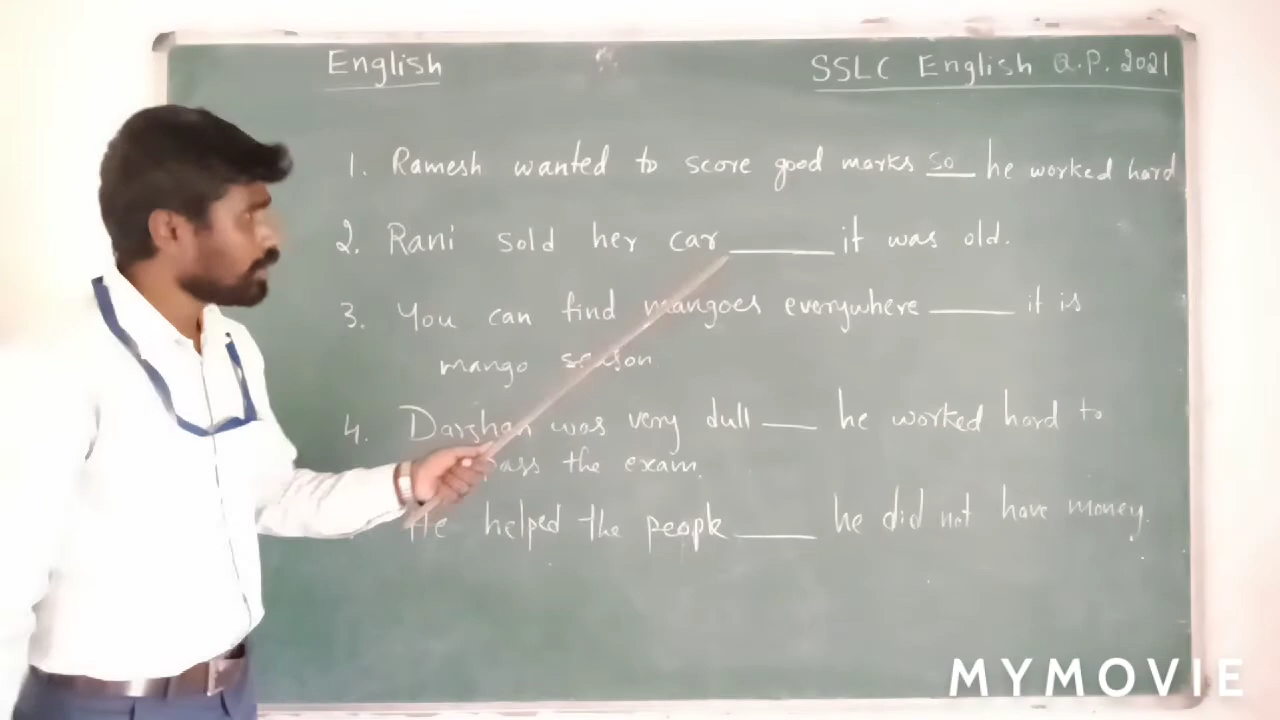 English
SSLC English Q.P. 2021
1. Ramesh wanted to score good marks so he worked hard
2. Rani sold her car ______ it was old.
3. You can find mangoes everywhere _____ it is
mango season
4. Darshan was very dull ___ he worked hard to
pass the exam.
He helped the people _____ he did not have money.
MYMOVIE